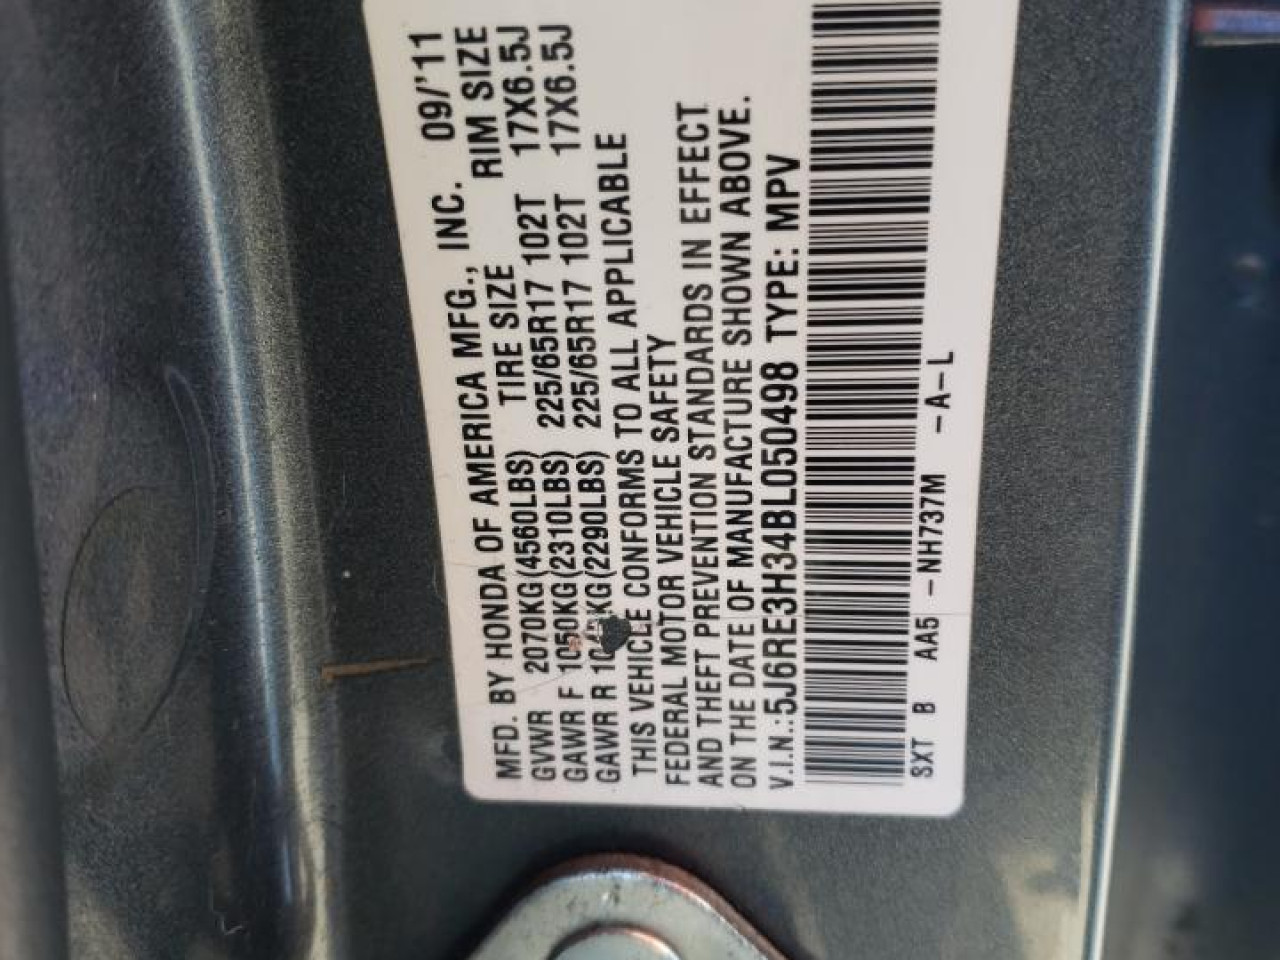 MFD. BY HONDA OF AMERICA MFG., INC. 09/'11
GVWR 2070KG(4560LBS) TIRE SIZE RIM SIZE
GAWR F 1050KG(2310LBS) 225/65R17 102T 17X6.5J
GAWR R KG(2290LBS) 225/65R17 102T 17X6.5J
THIS VEHICLE CONFORMS TO ALL APPLICABLE
FEDERAL MOTOR VEHICLE SAFETY
AND THEFT PREVENTION STANDARDS IN EFFECT
ON THE DATE OF MANUFACTURE SHOWN ABOVE.
V.I.N.:5J6RE3H34BL050498 TYPE: MPV
SXT B AA5 -NH737M -A-L